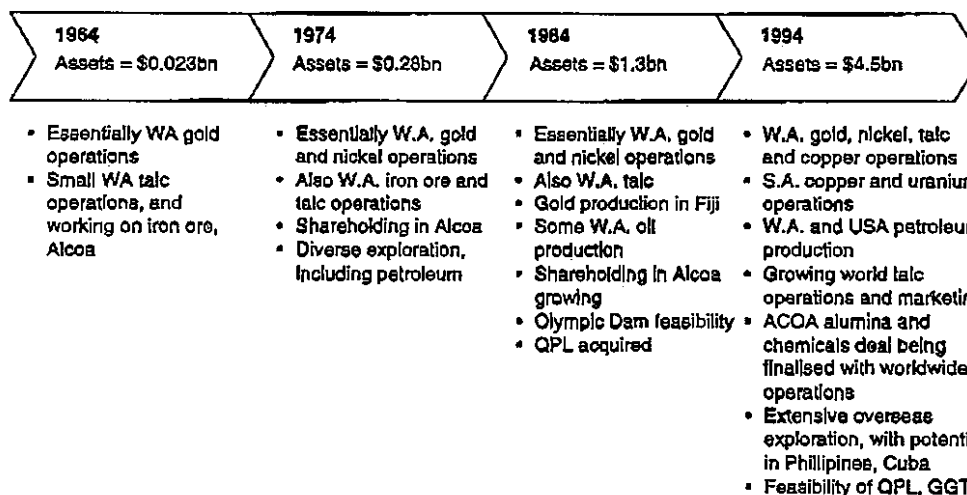 1964
Assets = $0.023bn
1974
Assets = $0.28bn
1984
Assets = $1.3bn
1994
Assets = $4.5bn
▪ Essentially WA gold
operations
▪ Small WA talc
operations, and
working on iron ore,
Alcoa
• Essentially W.A. gold
and nickel operations
• Also W.A. iron ore and
talc operations
• Shareholding in Alcoa
• Diverse exploration,
including petroleum
• Essentially W.A. gold
and nickel operations
• Also W.A. talc
• Gold production in Fiji
• Some W.A. oil
production
• Shareholding in Alcoa
growing
• Olympic Dam feasibility
• QPL acquired
• W.A. gold, nickel, talc
and copper operations
• S.A. copper and uranium
operations
• W.A. and USA petroleu
production
• Growing world talc
operations and marketin
• ACOA alumina and
chemicals deal being
finalised with worldwide
operations
• Extensive overseas
exploration, with potenti
in Phillipines, Cuba
• Feasibility of QPL, GGT